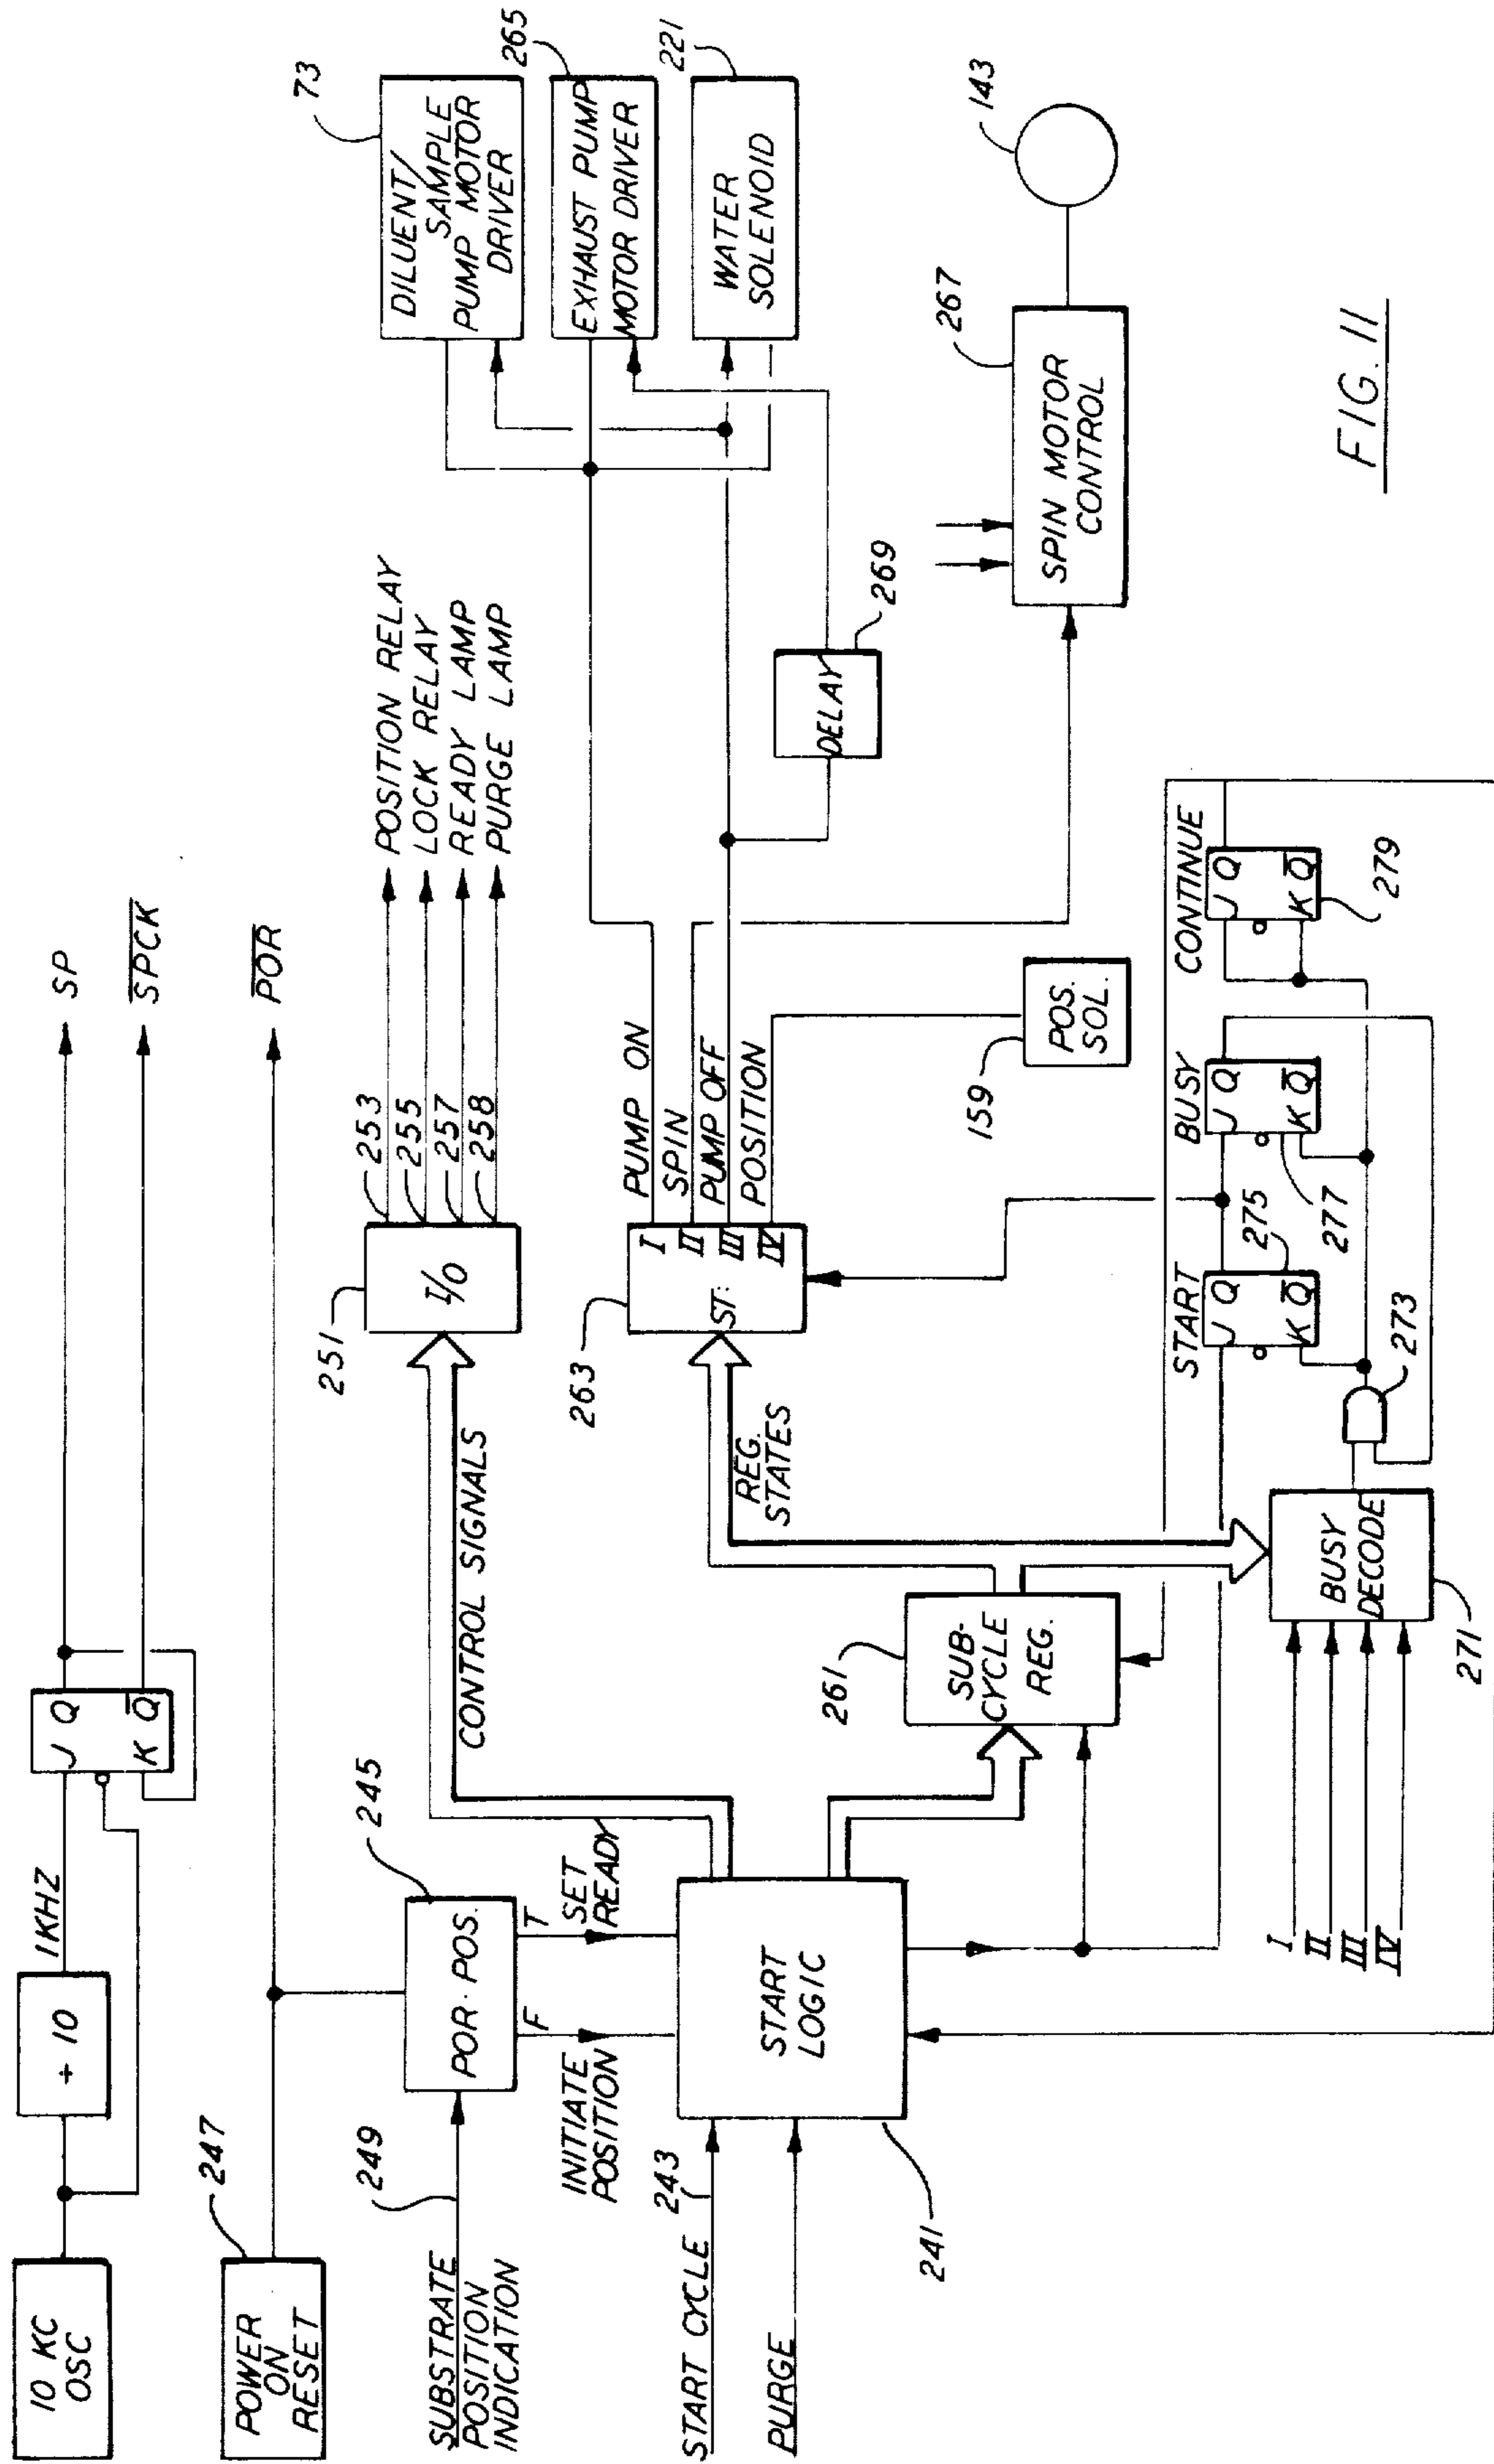 10 KC
OSC
÷ 10
1KHZ
J Q
K Q̅
SP
S̅P̅C̅K̅
247
POWER
ON
RESET
P̅O̅R̅
249
SUBSTRATE
POSITION
INDICATION
245
POR·POS.
F
T
INITIATE
POSITION
SET
READY
START CYCLE
243
PURGE
START
LOGIC
241
CONTROL SIGNALS
251
I/O
253
255
257
258
POSITION RELAY
LOCK RELAY
READY LAMP
PURGE LAMP
261
SUB-
CYCLE
REG.
REG.
STATES
263
ST:
I
II
III
IV
PUMP ON
SPIN
PUMP OFF
POSITION
159
POS.
SOL.
DELAY
269
73
DILUENT/
SAMPLE
PUMP MOTOR
DRIVER
265
EXHAUST PUMP
MOTOR DRIVER
221
WATER
SOLENOID
267
SPIN MOTOR
CONTROL
143
I
II
III
IV
BUSY
DECODE
271
273
START
J Q
K Q̅
275
BUSY
J Q
K Q̅
277
CONTINUE
J Q
K Q̅
279
FIG. 11